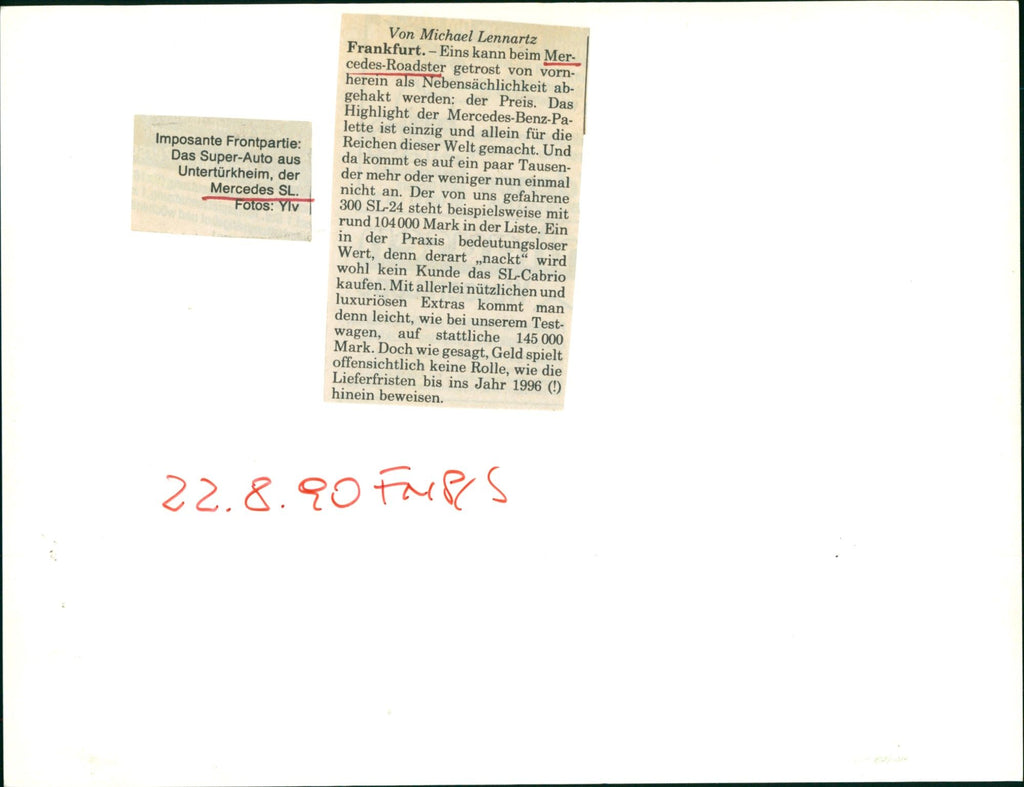 Von Michael Lennartz
Frankfurt. – Eins kann beim Mer-
cedes-Roadster getrost von vorn-
herein als Nebensächlichkeit ab-
gehakt werden: der Preis. Das
Highlight der Mercedes-Benz-Pa-
lette ist einzig und allein für die
Reichen dieser Welt gemacht. Und
da kommt es auf ein paar Tausen-
der mehr oder weniger nun einmal
nicht an. Der von uns gefahrene
300 SL-24 steht beispielsweise mit
rund 104 000 Mark in der Liste. Ein
in der Praxis bedeutungsloser
Wert, denn derart „nackt“ wird
wohl kein Kunde das SL-Cabrio
kaufen. Mit allerlei nützlichen und
luxuriösen Extras kommt man
denn leicht, wie bei unserem Test-
wagen, auf stattliche 145 000
Mark. Doch wie gesagt, Geld spielt
offensichtlich keine Rolle, wie die
Lieferfristen bis ins Jahr 1996 (!)
hinein beweisen.
Imposante Frontpartie:
Das Super-Auto aus
Untertürkheim, der
Mercedes SL.
Fotos: Ylv
22.8.90